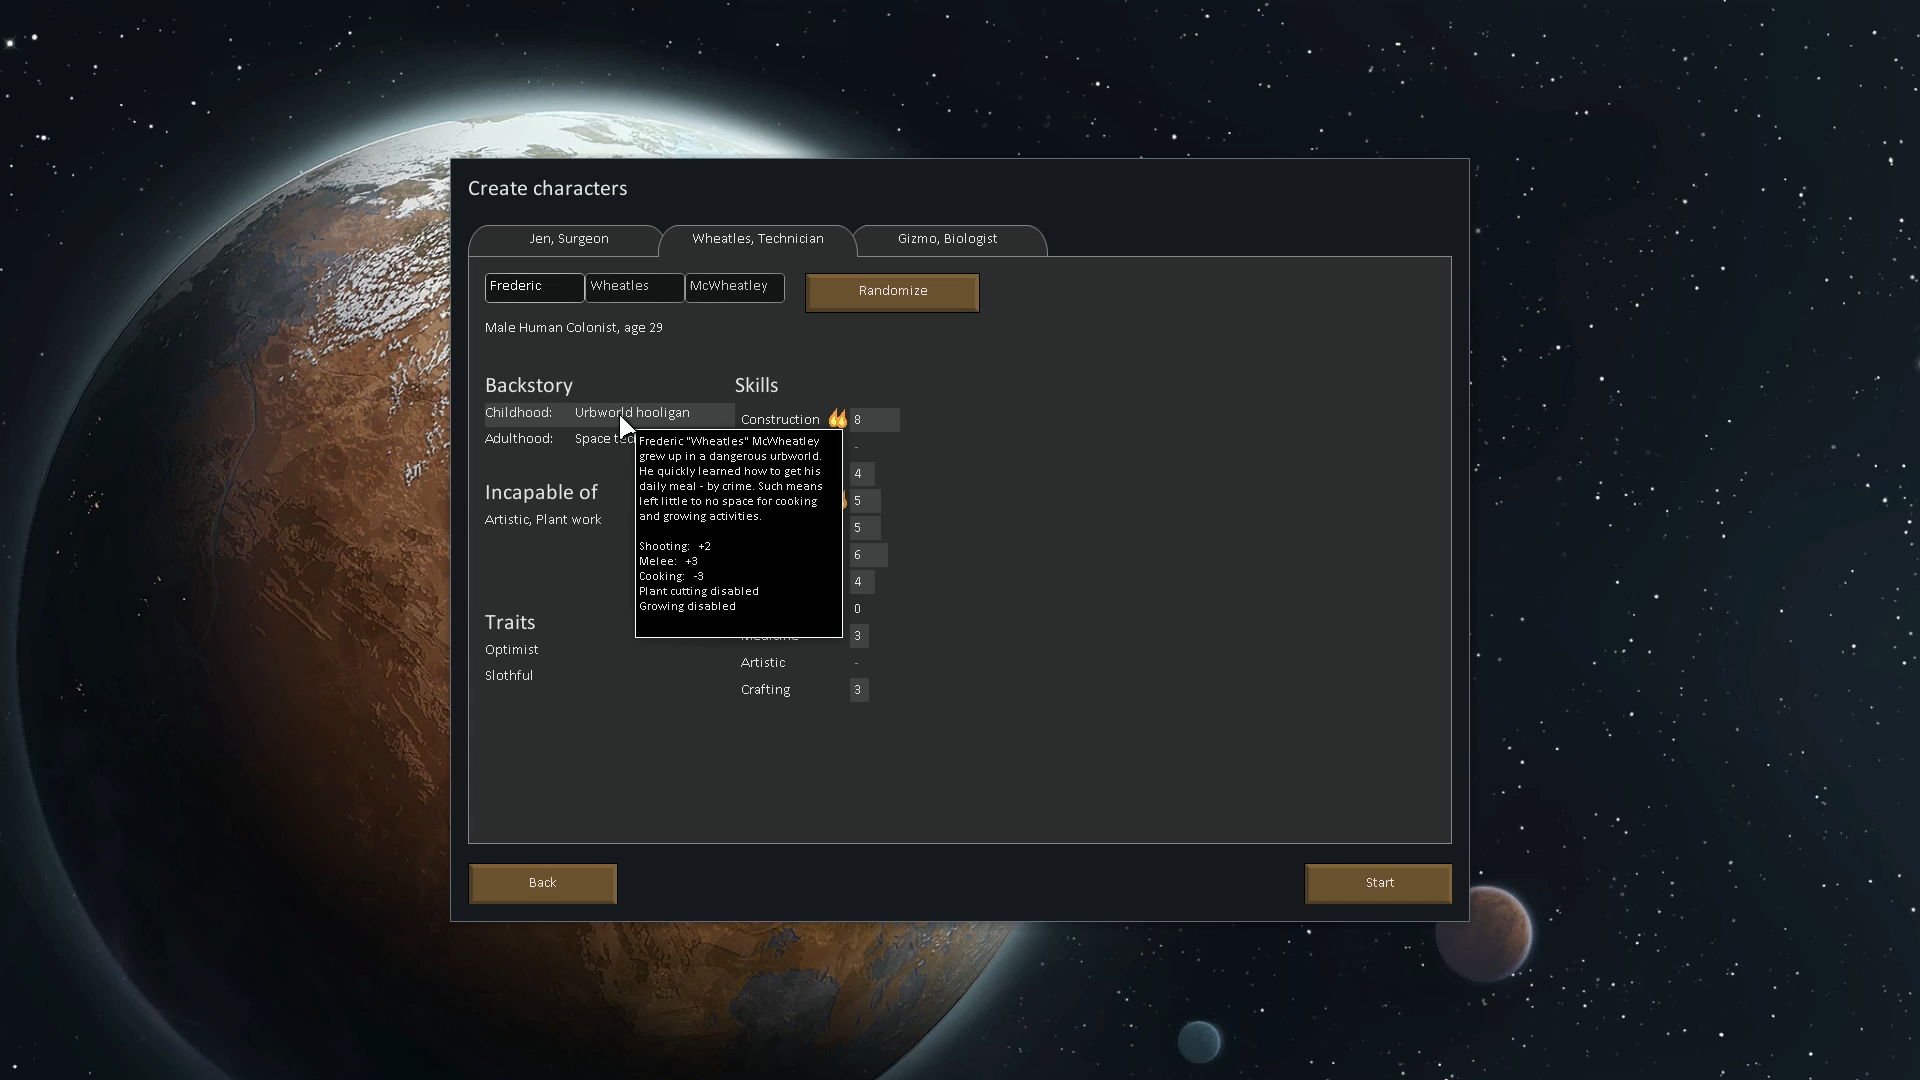 Create characters
Jen, Surgeon
Wheatles, Technician
Gizmo, Biologist
Frederic
Wheatles
McWheatley
Randomize
Male Human Colonist, age 29
Backstory
Childhood: Urbworld hooligan
Adulthood: Space
Incapable of
Artistic, Plant work
Traits
Optimist
Slothful
Skills
Construction 8
-
4
5
5
6
4
0
Medicine 3
Artistic -
Crafting 3
Frederic "Wheatles" McWheatley
grew up in a dangerous urbworld.
He quickly learned how to get his
daily meal - by crime. Such means
left little to no space for cooking
and growing activities.
Shooting: +2
Melee: +3
Cooking: -3
Plant cutting disabled
Growing disabled
Back
Start